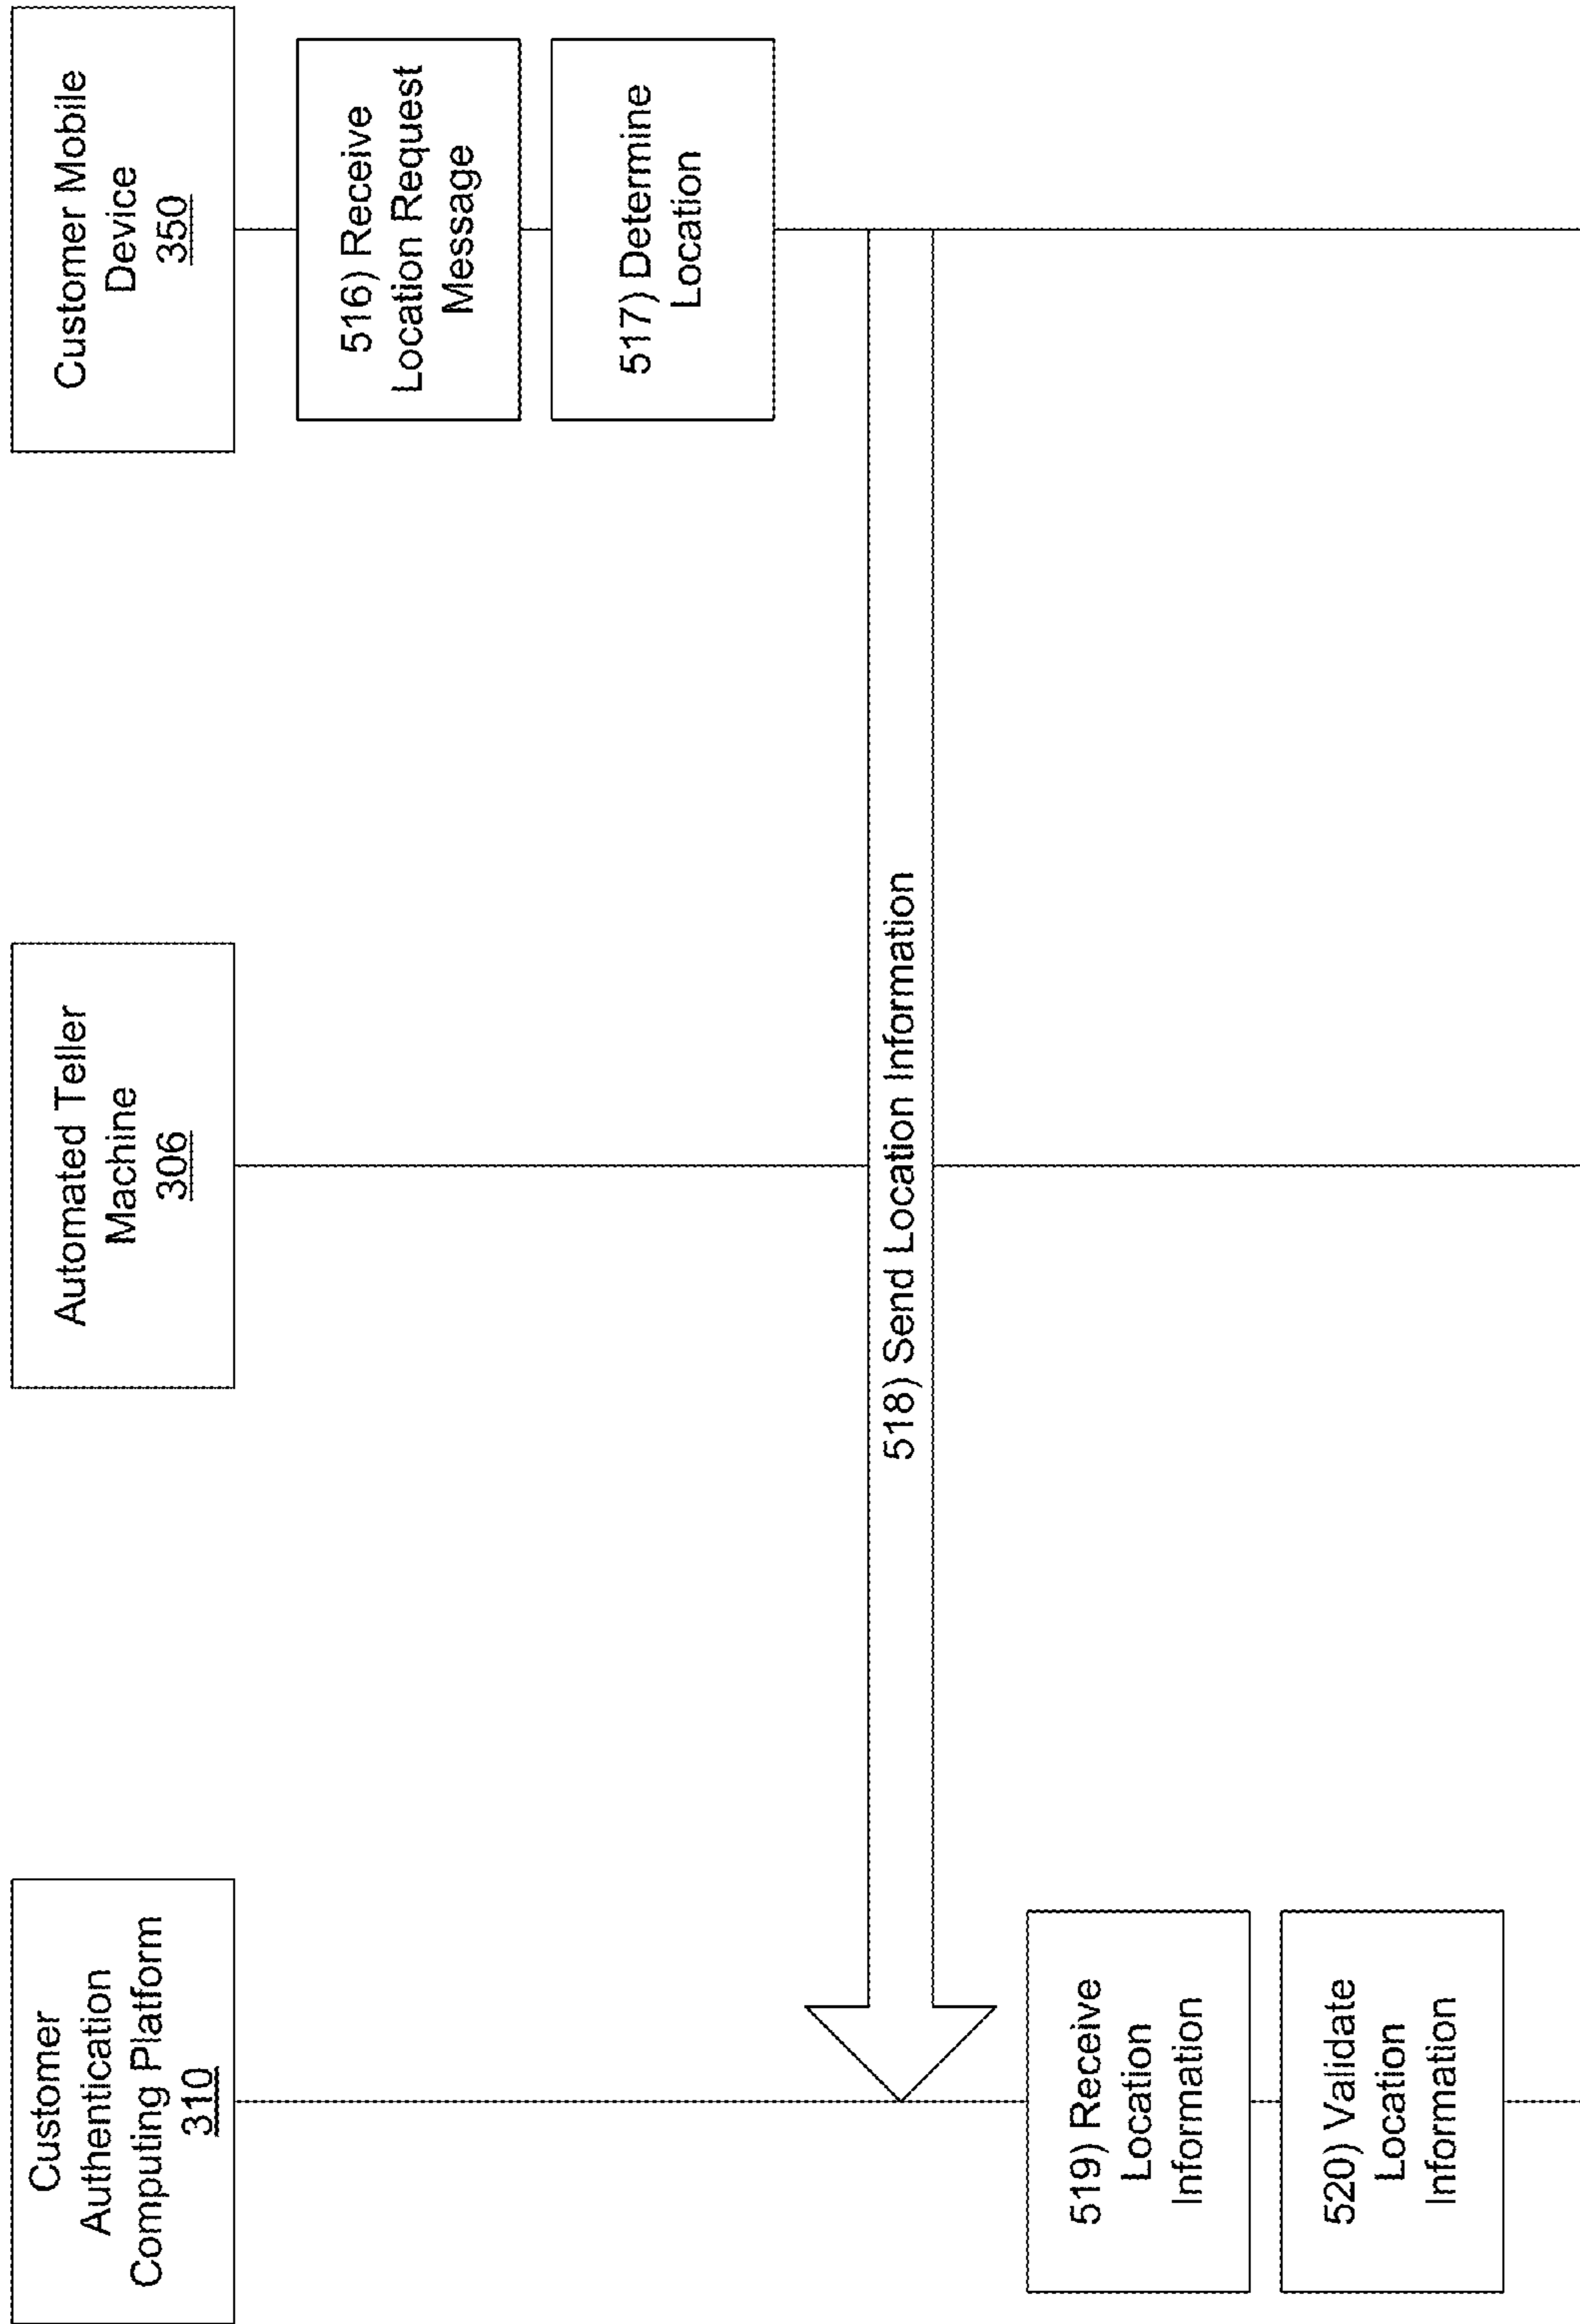 Customer
Authentication
Computing Platform
310
Automated Teller
Machine
306
Customer Mobile
Device
350
516) Receive
Location Request
Message
517) Determine
Location
518) Send Location Information
519) Receive
Location
Information
520) Validate
Location
Information